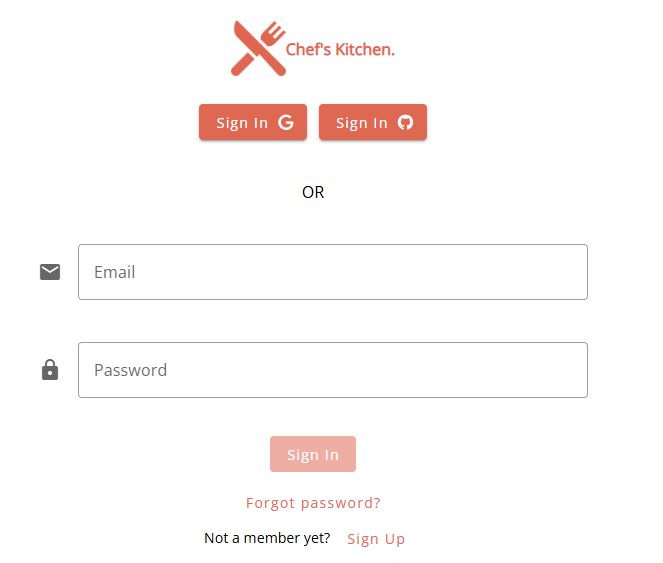 Chef's Kitchen.
Sign In Sign In
OR
Email
Password
Sign In
Forgot password?
Not a member yet? Sign Up